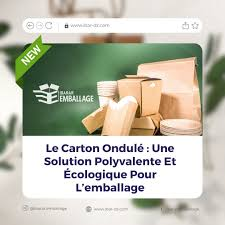 NEW
EMBALLAGE
Le Carton Ondulé : Une
Solution Polyvalente Et
Écologique Pour
L'emballage